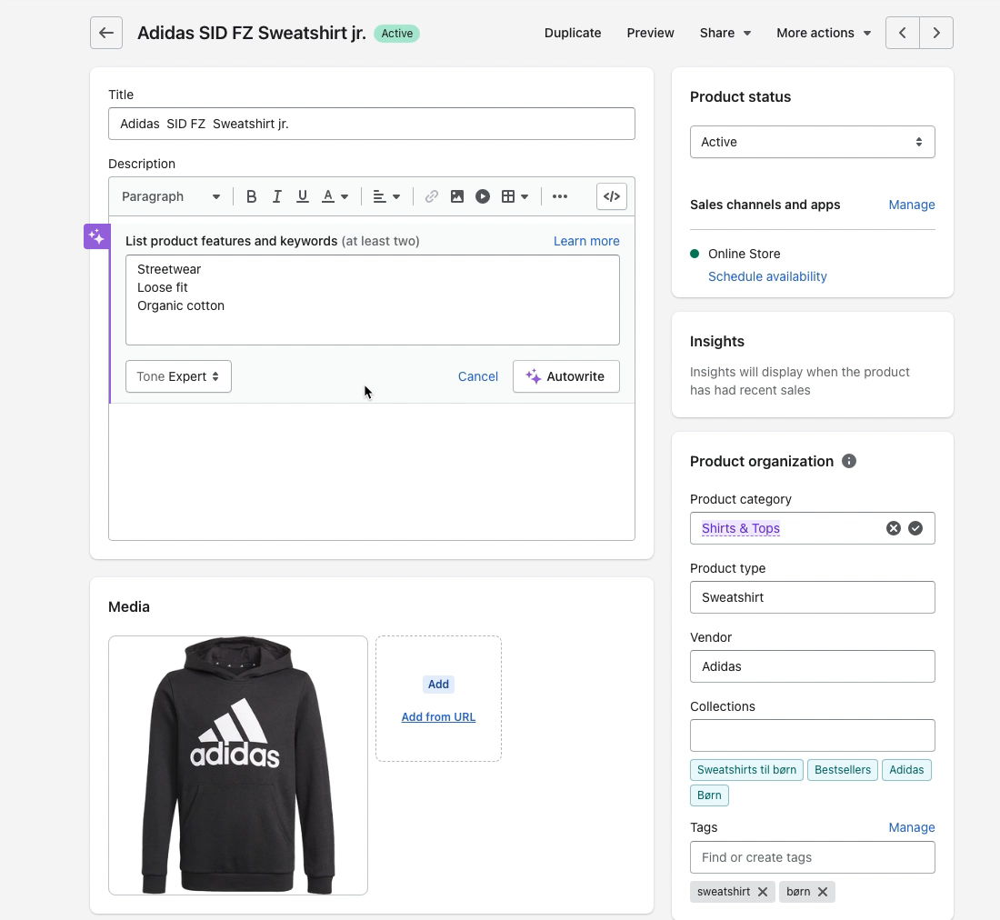 Adidas SID FZ Sweatshirt jr. Active Duplicate Preview Share More actions
Title
Adidas  SID FZ  Sweatshirt jr.
Description
Paragraph B I U A </>
List product features and keywords (at least two) Learn more
Streetwear
Loose fit
Organic cotton
Tone Expert Cancel Autowrite
Media
adidas
Add
Add from URL
Product status
Active
Sales channels and apps Manage
Online Store
Schedule availability
Insights
Insights will display when the product
has had recent sales
Product organization
Product category
Shirts & Tops
Product type
Sweatshirt
Vendor
Adidas
Collections
Sweatshirts til børn Bestsellers Adidas
Børn
Tags Manage
Find or create tags
sweatshirt børn